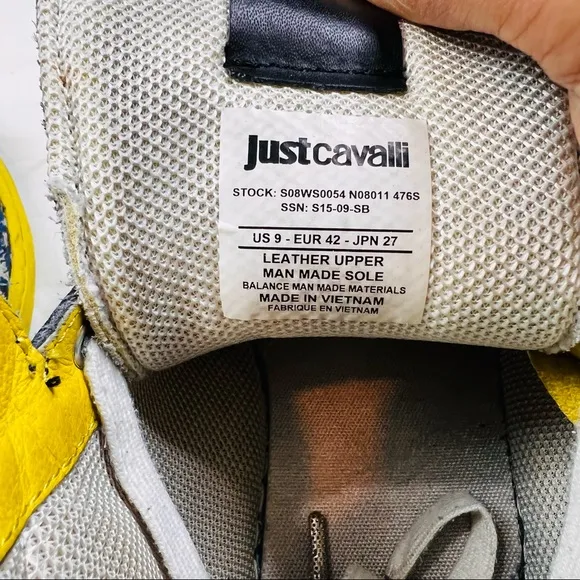 justcavalli
STOCK: S08WS0054 N08011 476S
SSN: S15-09-SB
US 9 - EUR 42 - JPN 27
LEATHER UPPER
MAN MADE SOLE
BALANCE MAN MADE MATERIALS
MADE IN VIETNAM
FABRIQUE EN VIETNAM